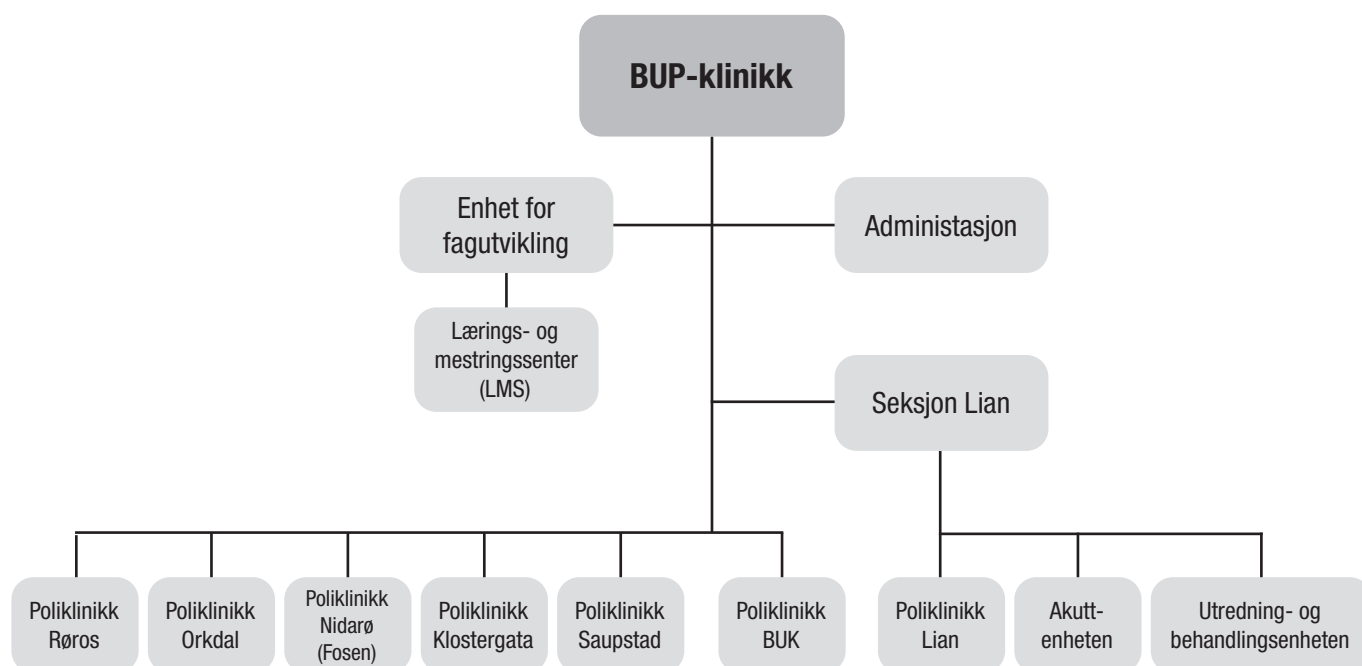 BUP-klinikk
Enhet for
fagutvikling
Administasjon
Lærings- og
mestringssenter
(LMS)
Seksjon Lian
Poliklinikk
Røros
Poliklinikk
Orkdal
Poliklinikk
Nidarø
(Fosen)
Poliklinikk
Klostergata
Poliklinikk
Saupstad
Poliklinikk
BUK
Poliklinikk
Lian
Akutt-
enheten
Utredning- og
behandlingsenheten